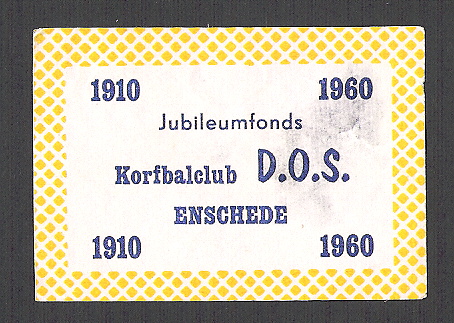 1910 1960
Jubileumfonds
Korfbalclub D.O.S.
ENSCHEDE
1910 1960